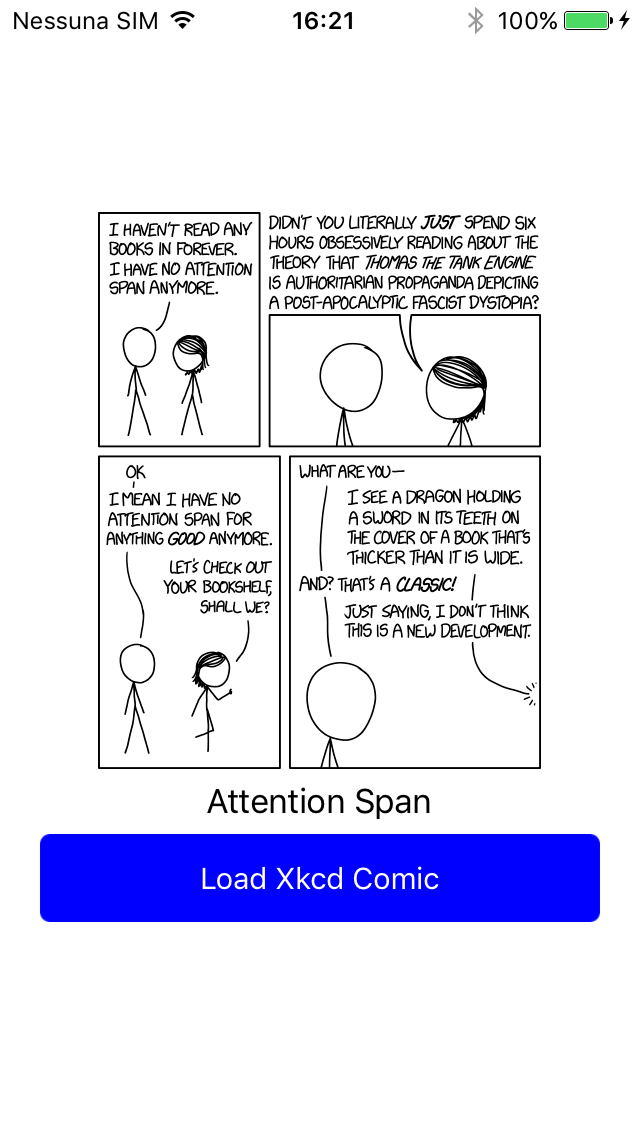 Nessuna SIM 16:21 100%
I HAVEN'T READ ANY
BOOKS IN FOREVER.
I HAVE NO ATTENTION
SPAN ANYMORE.
DIDN'T YOU LITERALLY JUST SPEND SIX
HOURS OBSESSIVELY READING ABOUT THE
THEORY THAT THOMAS THE TANK ENGINE
IS AUTHORITARIAN PROPAGANDA DEPICTING
A POST-APOCALYPTIC FASCIST DYSTOPIA?
OK
I MEAN I HAVE NO
ATTENTION SPAN FOR
ANYTHING GOOD ANYMORE.
LET'S CHECK OUT
YOUR BOOKSHELF,
SHALL WE?
WHAT ARE YOU—
I SEE A DRAGON HOLDING
A SWORD IN ITS TEETH ON
THE COVER OF A BOOK THAT'S
THICKER THAN IT IS WIDE.
AND? THAT'S A CLASSIC!
JUST SAYING, I DON'T THINK
THIS IS A NEW DEVELOPMENT.
Attention Span
Load Xkcd Comic